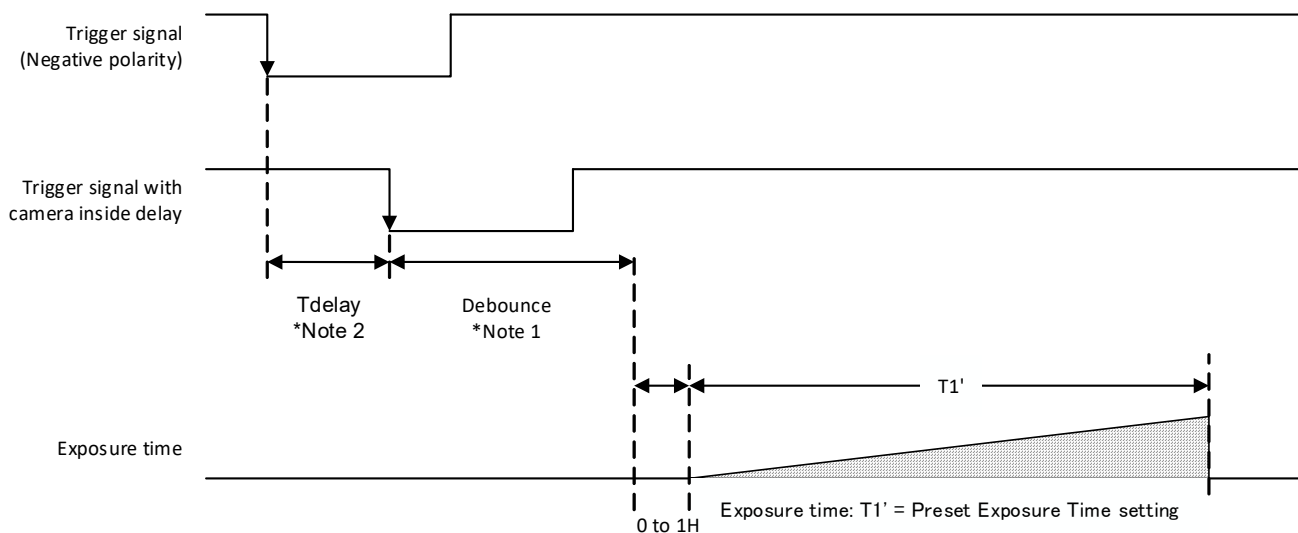 Trigger signal
(Negative polarity)
Trigger signal with
camera inside delay
Tdelay
*Note 2
Debounce
*Note 1
T1'
Exposure time
0 to 1H
Exposure time: T1’ = Preset Exposure Time setting